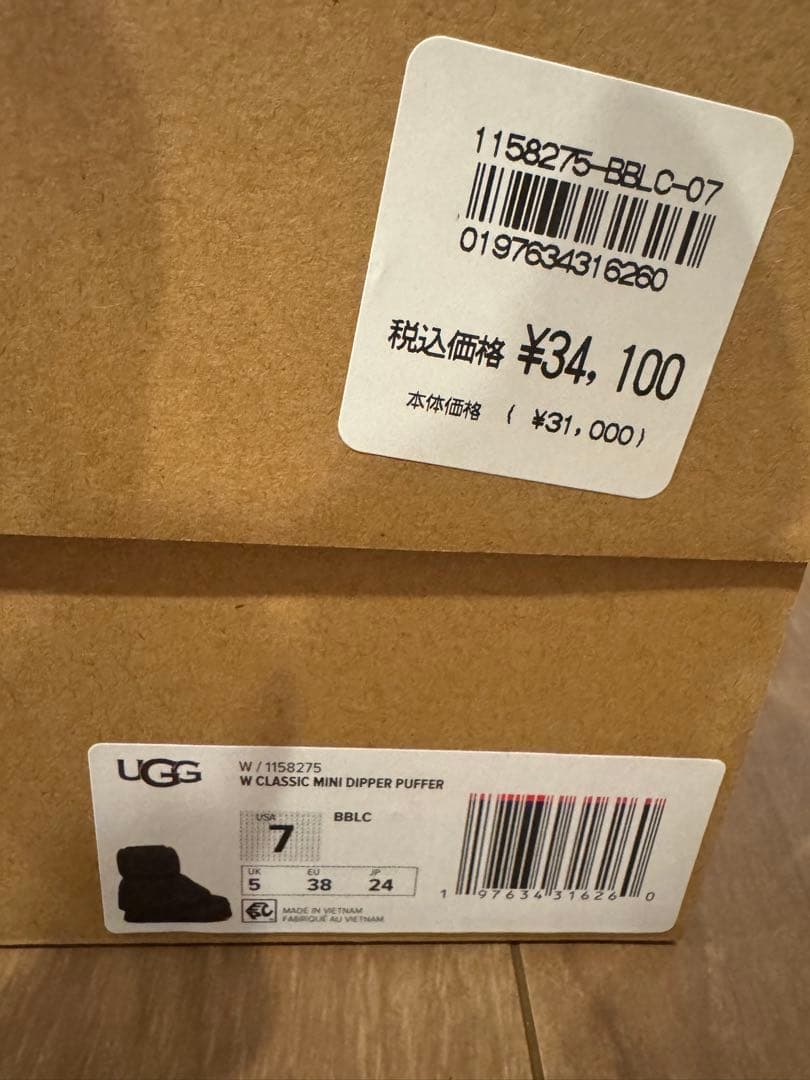 1158275-BBLC-07
0197634316260
税込価格 ¥34,100
本体価格 ( ¥31,000)
UGG
W / 1158275
W CLASSIC MINI DIPPER PUFFER
USA
7
BBLC
UK EU JP
5 38 24
MADE IN VIETNAM
FABRIQUÉ AU VIETNAM
1 97634 31626 0